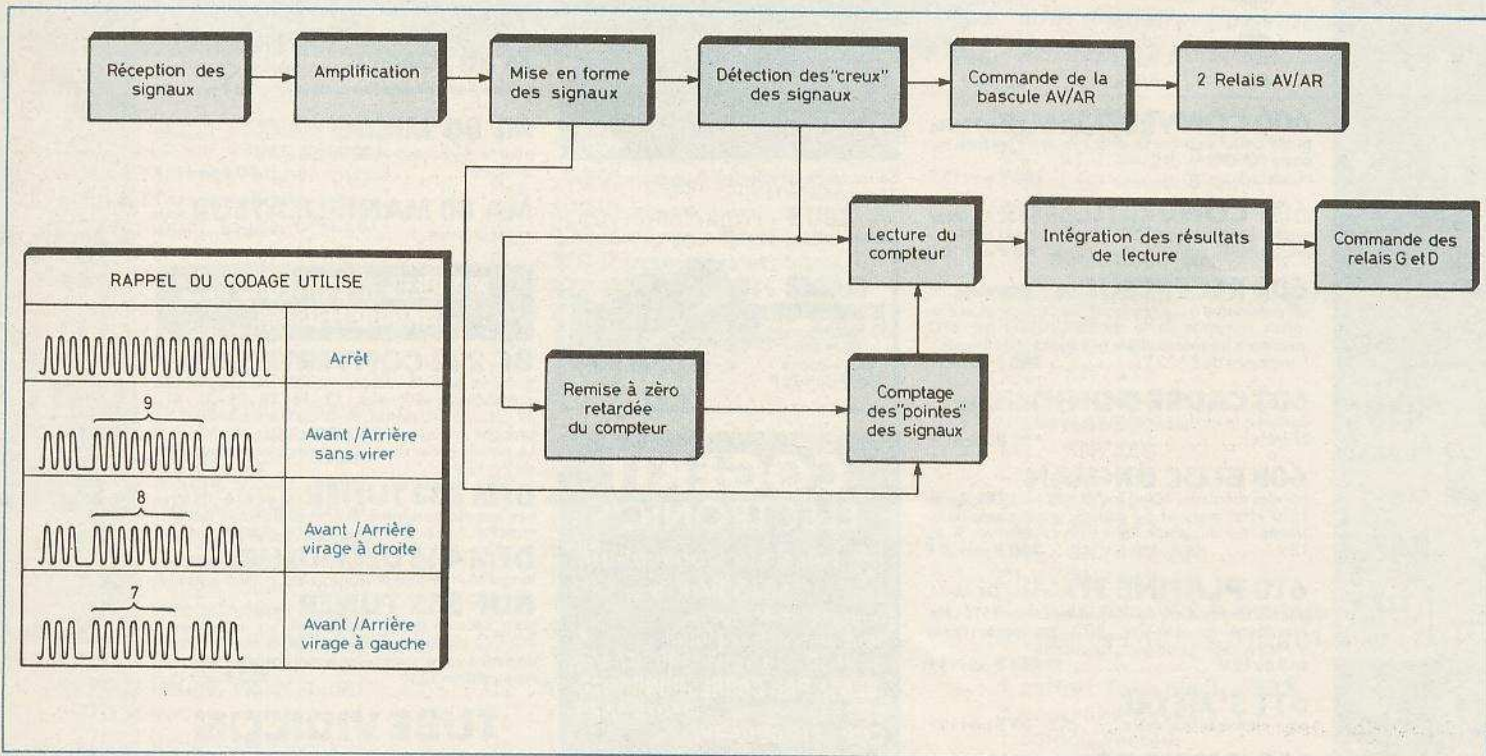 Réception des
signaux
Amplification
Mise en forme
des signaux
Détection des "creux"
des signaux
Commande de la
bascule AV/AR
2 Relais AV/AR
Lecture du
compteur
Intégration des résultats
de lecture
Commande des
relais G et D
Remise à zèro
retardée
du compteur
Comptage
des "pointes"
des signaux
RAPPEL DU CODAGE UTILISE
Arrèt
9
Avant / Arrière
sans virer
8
Avant / Arrière
virage à droite
7
Avant / Arrière
virage à gauche